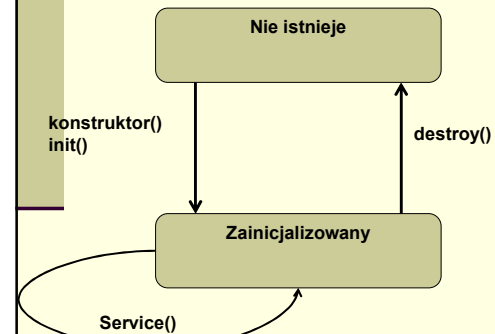 Nie istnieje
konstruktor()
init()
destroy()
Zainicjalizowany
Service()